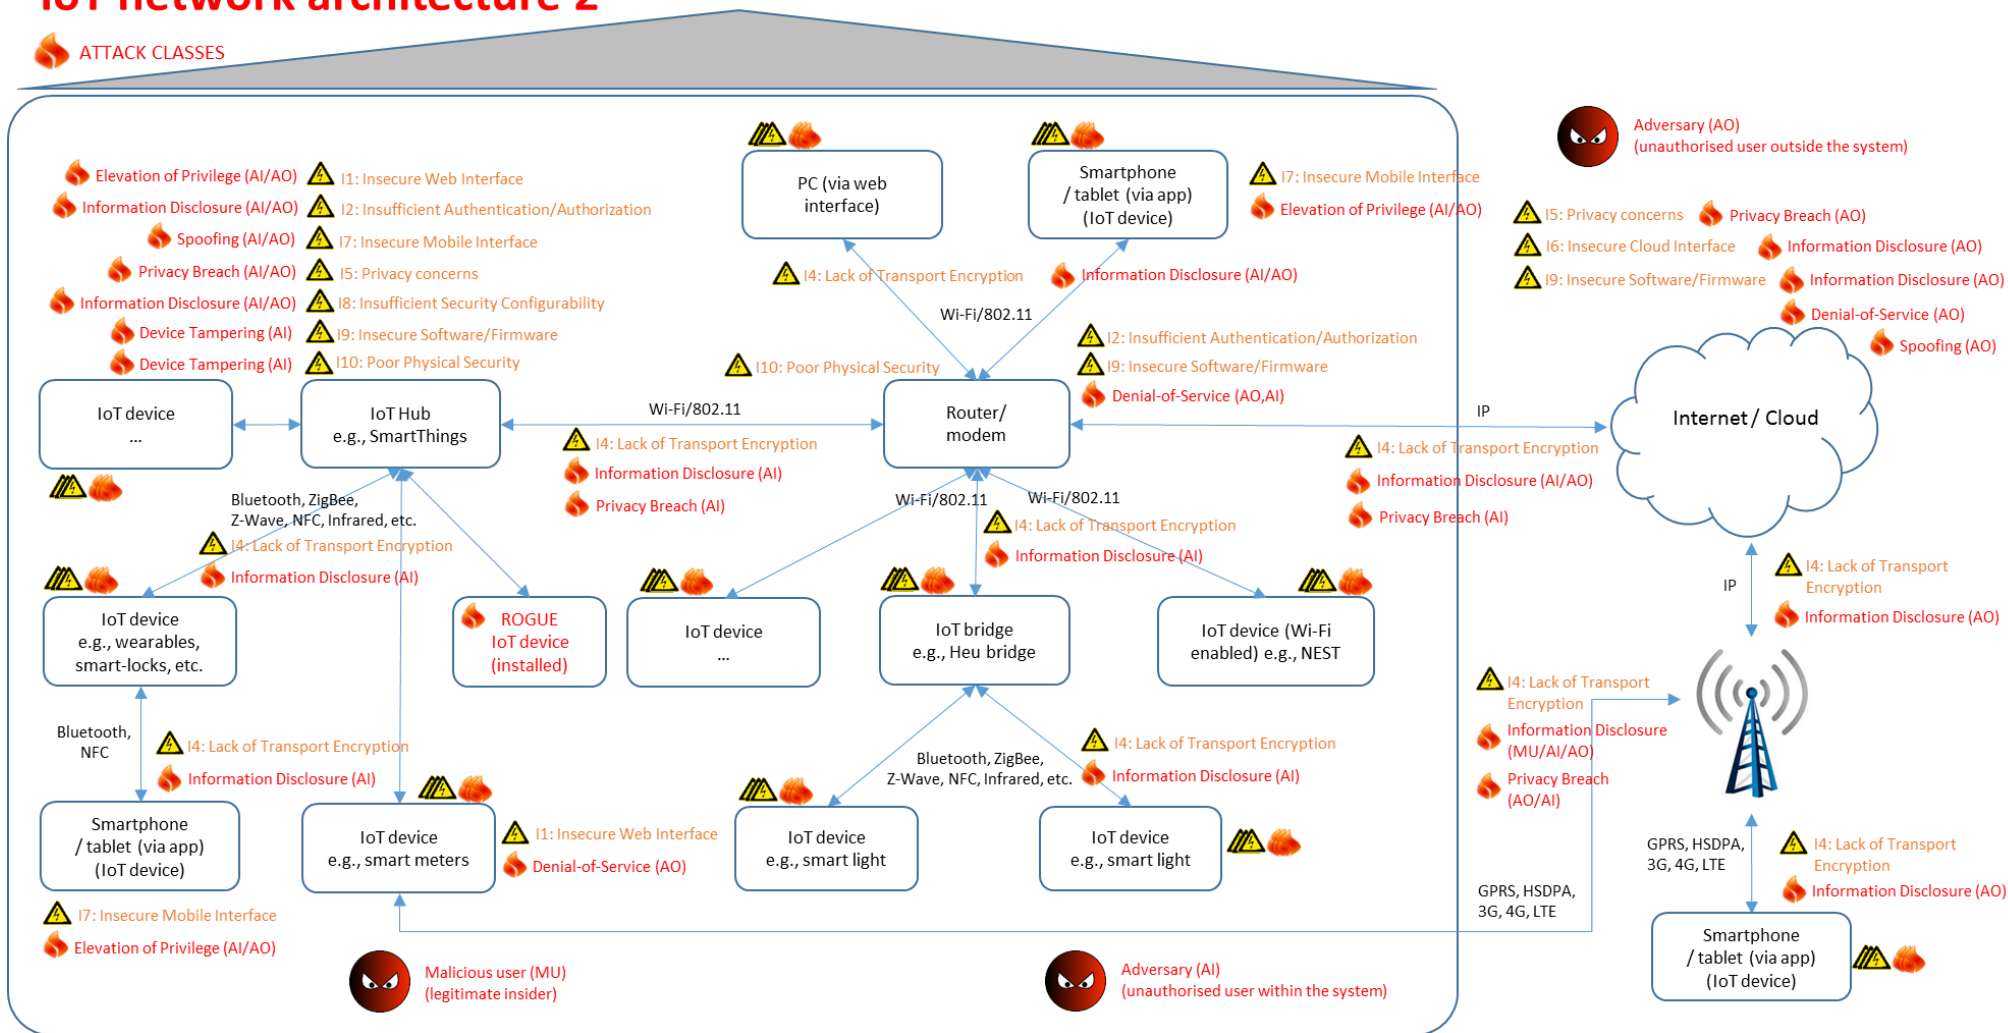 IoT network architecture 2
ATTACK CLASSES
Adversary (AO)
(unauthorised user outside the system)
Elevation of Privilege (AI/AO)
I1: Insecure Web Interface
Information Disclosure (AI/AO)
I2: Insufficient Authentication/Authorization
Spoofing (AI/AO)
I7: Insecure Mobile Interface
Privacy Breach (AI/AO)
I5: Privacy concerns
Information Disclosure (AI/AO)
I8: Insufficient Security Configurability
Device Tampering (AI)
I9: Insecure Software/Firmware
Device Tampering (AI)
I10: Poor Physical Security
PC (via web
interface)
Smartphone
/ tablet (via app)
(IoT device)
I7: Insecure Mobile Interface
Elevation of Privilege (AI/AO)
I4: Lack of Transport Encryption
Information Disclosure (AI/AO)
Wi-Fi/802.11
I5: Privacy concerns
Privacy Breach (AO)
I6: Insecure Cloud Interface
Information Disclosure (AO)
I9: Insecure Software/Firmware
Information Disclosure (AO)
Denial-of-Service (AO)
Spoofing (AO)
I2: Insufficient Authentication/Authorization
I9: Insecure Software/Firmware
Denial-of-Service (AO,AI)
I10: Poor Physical Security
IoT device
...
IoT Hub
e.g., SmartThings
Wi-Fi/802.11
I4: Lack of Transport Encryption
Information Disclosure (AI)
Privacy Breach (AI)
Router/
modem
IP
I4: Lack of Transport Encryption
Information Disclosure (AI/AO)
Privacy Breach (AI)
Internet / Cloud
Bluetooth, ZigBee,
Z-Wave, NFC, Infrared, etc.
I4: Lack of Transport Encryption
Information Disclosure (AI)
Wi-Fi/802.11
Wi-Fi/802.11
I4: Lack of Transport Encryption
Information Disclosure (AI)
IP
I4: Lack of Transport
Encryption
Information Disclosure (AO)
IoT device
e.g., wearables,
smart-locks, etc.
ROGUE
IoT device
(installed)
IoT device
...
IoT bridge
e.g., Heu bridge
IoT device (Wi-Fi
enabled) e.g., NEST
I4: Lack of Transport
Encryption
Information Disclosure
(MU/AI/AO)
Privacy Breach
(AO/AI)
Bluetooth,
NFC
I4: Lack of Transport Encryption
Information Disclosure (AI)
Bluetooth, ZigBee,
Z-Wave, NFC, Infrared, etc.
I4: Lack of Transport Encryption
Information Disclosure (AI)
Smartphone
/ tablet (via app)
(IoT device)
IoT device
e.g., smart meters
I1: Insecure Web Interface
Denial-of-Service (AO)
IoT device
e.g., smart light
IoT device
e.g., smart light
GPRS, HSDPA,
3G, 4G, LTE
I4: Lack of Transport
Encryption
Information Disclosure (AO)
GPRS, HSDPA,
3G, 4G, LTE
I7: Insecure Mobile Interface
Elevation of Privilege (AI/AO)
Malicious user (MU)
(legitimate insider)
Adversary (AI)
(unauthorised user within the system)
Smartphone
/ tablet (via app)
(IoT device)